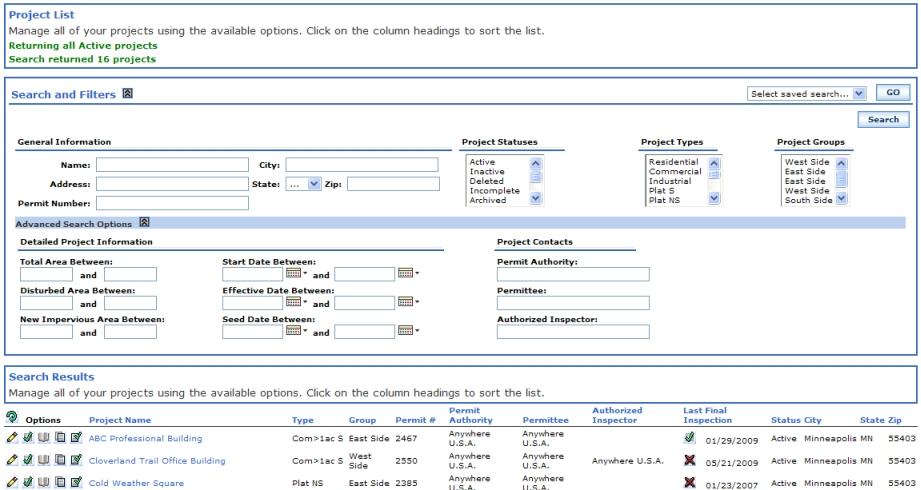 Project List
Manage all of your projects using the available options. Click on the column headings to sort the list.
Returning all Active projects
Search returned 16 projects
Search and Filters
Select saved search... GO
Search
General Information
Name: City:
Address: State: ... Zip:
Permit Number:
Project Statuses
Active
Inactive
Deleted
Incomplete
Archived
Project Types
Residential
Commercial
Industrial
Plat S
Plat NS
Project Groups
West Side
East Side
East Side
West Side
South Side
Advanced Search Options
Detailed Project Information
Total Area Between: Start Date Between:
and and
Disturbed Area Between: Effective Date Between:
and and
New Impervious Area Between: Seed Date Between:
and and
Project Contacts
Permit Authority:
Permittee:
Authorized Inspector:
Search Results
Manage all of your projects using the available options. Click on the column headings to sort the list.
Options Project Name Type Group Permit # Permit Authority Permittee Authorized Inspector Last Final Inspection Status City State Zip
ABC Professional Building Com>1ac S East Side 2467 Anywhere U.S.A. Anywhere U.S.A. 01/29/2009 Active Minneapolis MN 55403
Cloverland Trail Office Building Com>1ac S West Side 2550 Anywhere U.S.A. Anywhere U.S.A. Anywhere U.S.A. 05/21/2009 Active Minneapolis MN 55403
Cold Weather Square Plat NS East Side 2385 Anywhere U.S.A. Anywhere U.S.A. 01/23/2007 Active Minneapolis MN 55403